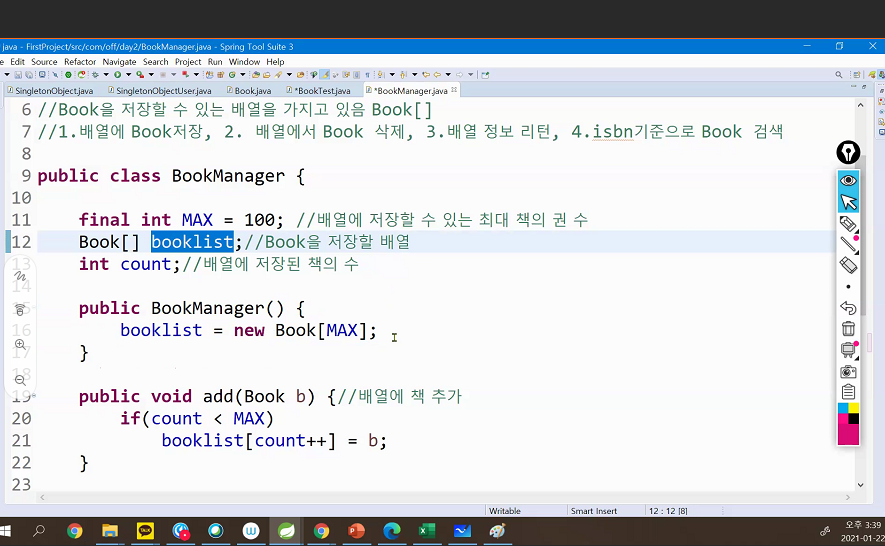 java - FirstProject/src/com/off/day2/BookManager.java - Spring Tool Suite 3
Edit Source Refactor Navigate Search Project Run Window Help
SingletonObject.java SingletonObjectUser.java Book.java *BookTest.java *BookManager.java
6 //Book을 저장할 수 있는 배열을 가지고 있음 Book[]
7 //1.배열에 Book저장, 2. 배열에서 Book 삭제, 3.배열 정보 리턴, 4.isbn기준으로 Book 검색
8
9 public class BookManager {
10
11 final int MAX = 100; //배열에 저장할 수 있는 최대 책의 권 수
12 Book[] booklist;//Book을 저장할 배열
13 int count;//배열에 저장된 책의 수
14
15 public BookManager() {
16 booklist = new Book[MAX];
17 }
18
19 public void add(Book b) {//배열에 책 추가
20 if(count < MAX)
21 booklist[count++] = b;
22 }
23
Writable Smart Insert 12 : 12 [8]
TALK
W
오후 3:39
2021-01-22